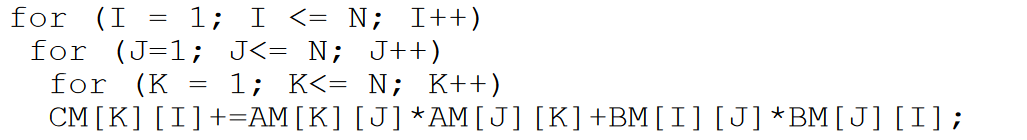 for (I = 1; I <= N; I++)
for (J=1; J<= N; J++)
for (K = 1; K<= N; K++)
CM[K][I]+=AM[K][J]*AM[J][K]+BM[I][J]*BM[J][I];